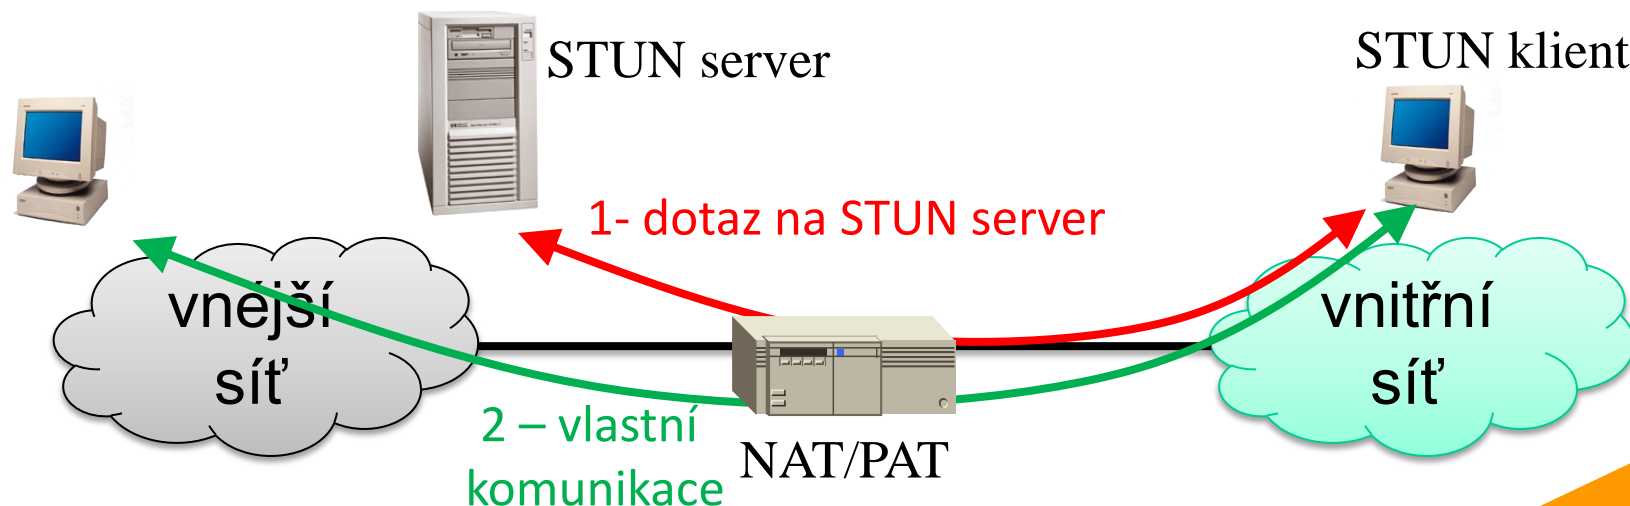 STUN server
STUN klient
1- dotaz na STUN server
vnější
síť
vnitřní
síť
2 – vlastní
komunikace
NAT/PAT